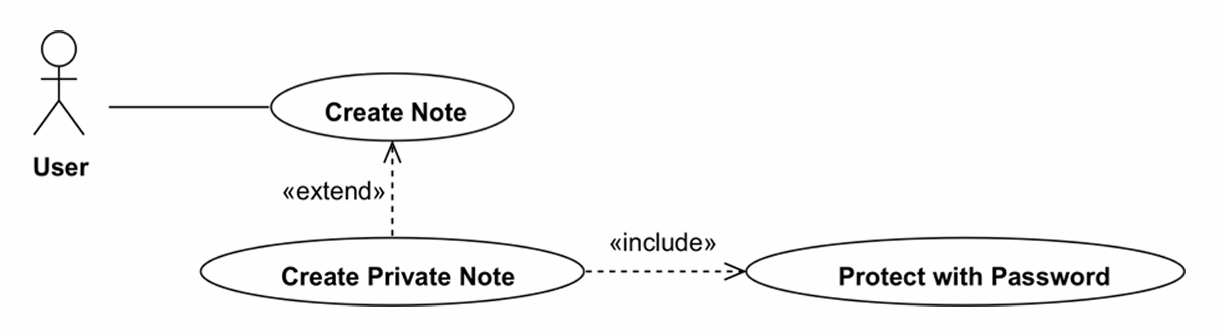 Create Note
User
«extend»
«include»
Create Private Note
Protect with Password